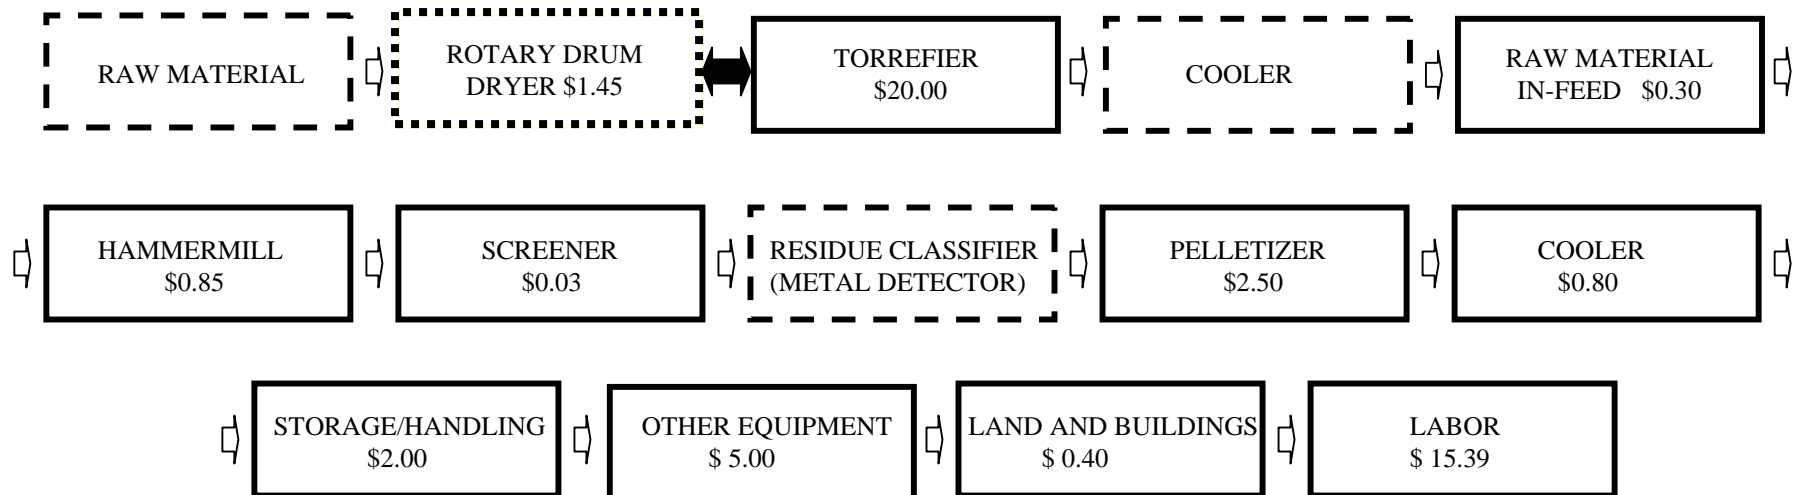 RAW MATERIAL
ROTARY DRUM
DRYER $1.45
TORREFIER
$20.00
COOLER
RAW MATERIAL
IN-FEED $0.30
HAMMERMILL
$0.85
SCREENER
$0.03
RESIDUE CLASSIFIER
(METAL DETECTOR)
PELLETIZER
$2.50
COOLER
$0.80
STORAGE/HANDLING
$2.00
OTHER EQUIPMENT
$ 5.00
LAND AND BUILDINGS
$ 0.40
LABOR
$ 15.39